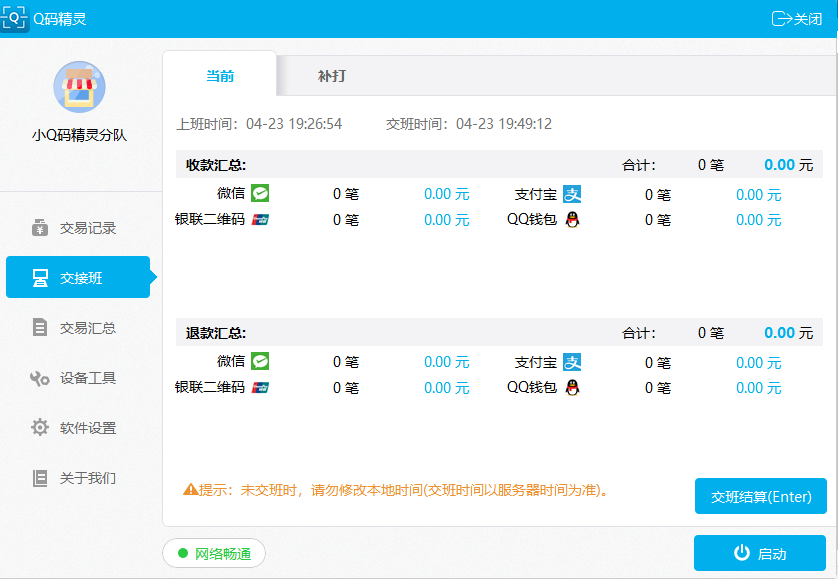 Q码精灵
关闭
小Q码精灵分队
交易记录
交接班
交易汇总
设备工具
软件设置
关于我们
当前 补打
上班时间：04-23 19:26:54 交班时间：04-23 19:49:12
收款汇总: 合计： 0 笔 0.00 元
微信 0 笔 0.00 元 支付宝 支 0 笔 0.00 元
银联二维码 0 笔 0.00 元 QQ钱包 0 笔 0.00 元
退款汇总: 合计： 0 笔 0.00 元
微信 0 笔 0.00 元 支付宝 支 0 笔 0.00 元
银联二维码 0 笔 0.00 元 QQ钱包 0 笔 0.00 元
提示：未交班时，请勿修改本地时间(交班时间以服务器时间为准)。
交班结算(Enter)
网络畅通
启动